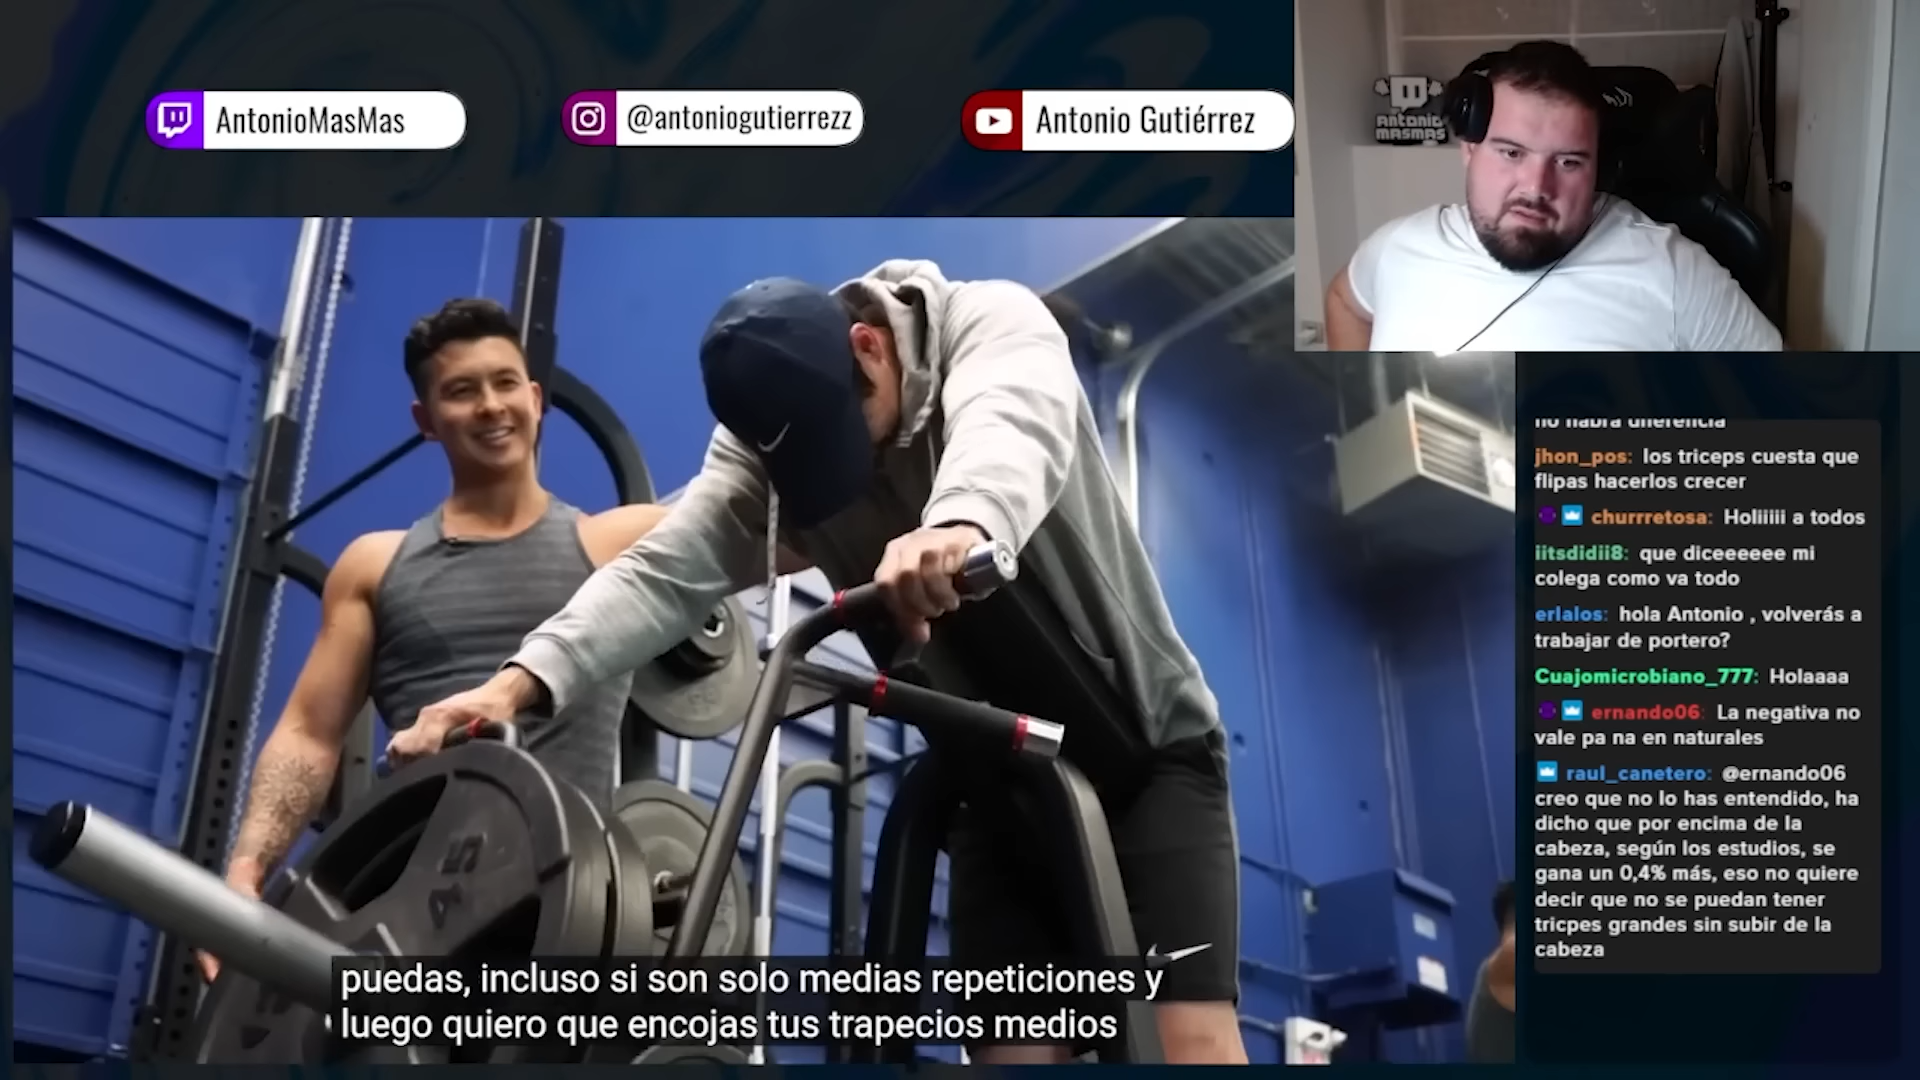 AntonioMasMas
@antoniogutierrezz
Antonio Gutiérrez
ANTONIO
MASMAS
45
puedas, incluso si son solo medias repeticiones y
luego quiero que encojas tus trapecios medios
no habrá diferencia
jhon_pos: los triceps cuesta que
flipas hacerlos crecer
churrretosa: Holiiiii a todos
iitsdidii8: que diceeeeee mi
colega como va todo
erlalos: hola Antonio , volverás a
trabajar de portero?
Cuajomicrobiano_777: Holaaaa
ernando06: La negativa no
vale pa na en naturales
raul_canetero: @ernando06
creo que no lo has entendido, ha
dicho que por encima de la
cabeza, según los estudios, se
gana un 0,4% más, eso no quiere
decir que no se puedan tener
tricpes grandes sin subir de la
cabeza